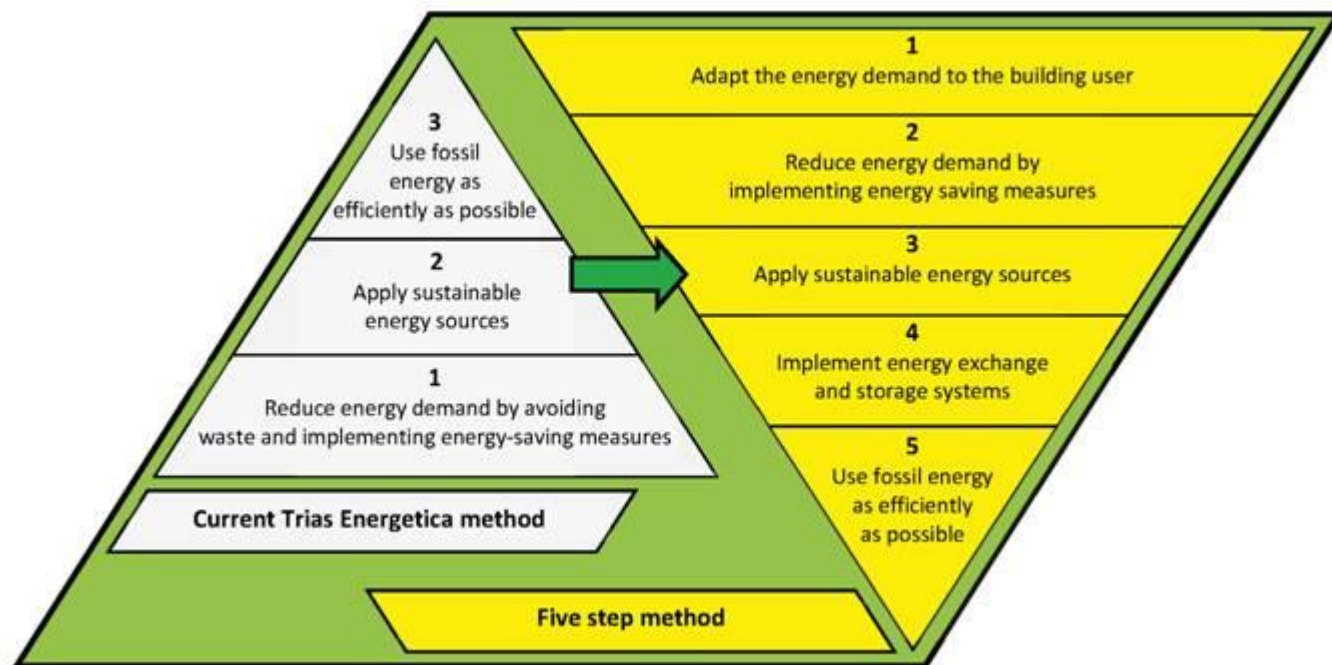 3
Use fossil
energy as
efficiently as possible
2
Apply sustainable
energy sources
1
Reduce energy demand by avoiding
waste and implementing energy-saving measures
Current Trias Energetica method
1
Adapt the energy demand to the building user
2
Reduce energy demand by
implementing energy saving measures
3
Apply sustainable energy sources
4
Implement energy exchange
and storage systems
5
Use fossil energy
as efficiently
as possible
Five step method